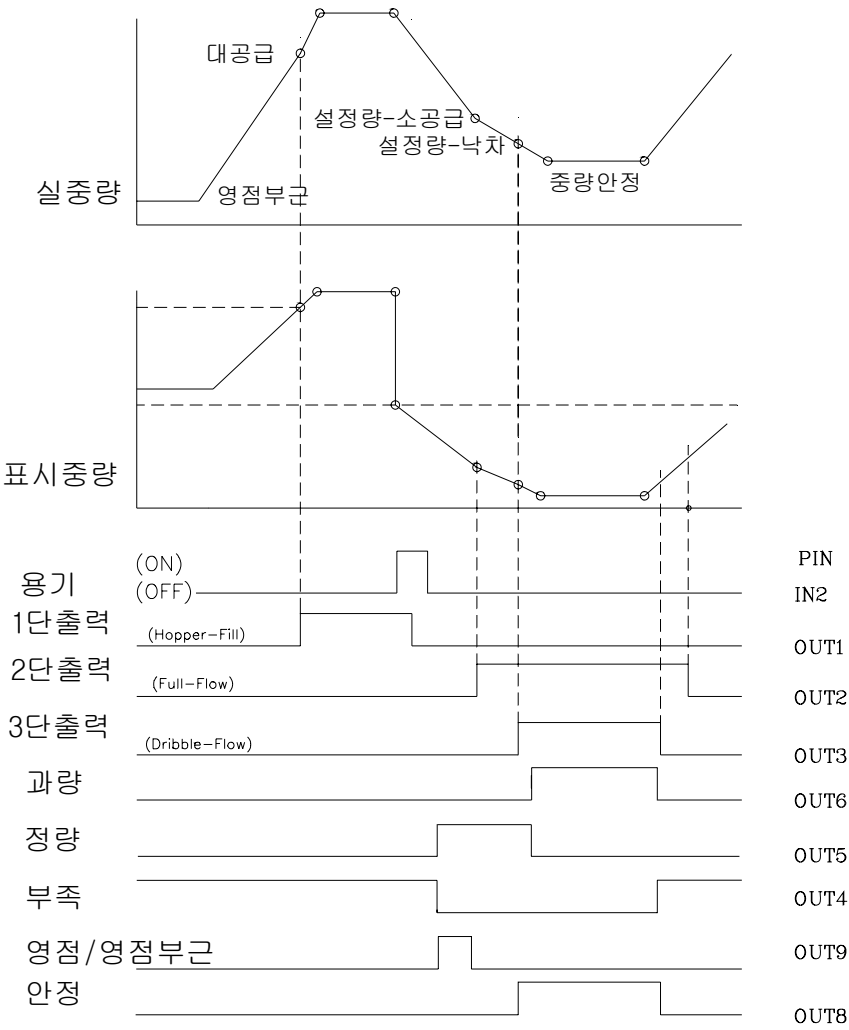 대공급
설정량-소공급
설정량-낙차
중량안정
실중량
영점부근
표시중량
(ON)
PIN
용기
(OFF)
IN2
1단출력
(Hopper-Fill)
OUT1
2단출력
(Full-Flow)
OUT2
3단출력
(Dribble-Flow)
OUT3
과량
OUT6
정량
OUT5
부족
OUT4
영점/영점부근
OUT9
안정
OUT8